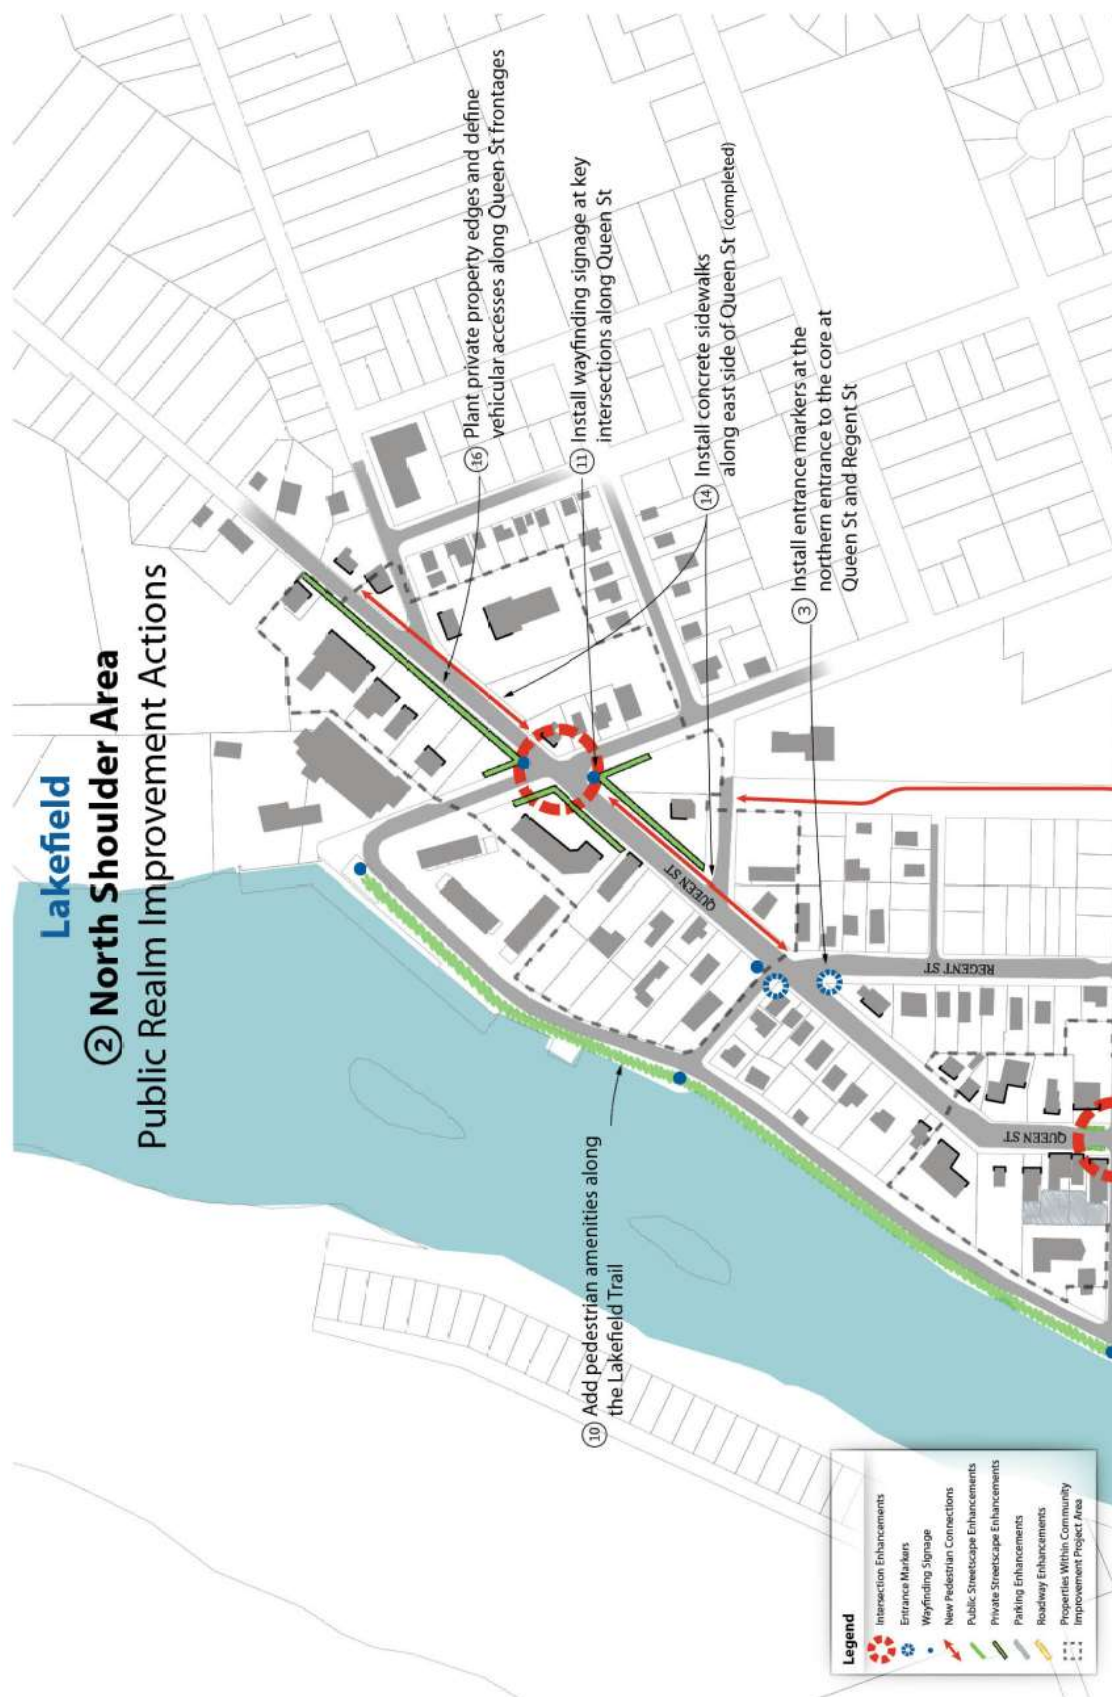 Lakefield
2 North Shoulder Area
Public Realm Improvement Actions
16 Plant private property edges and define
vehicular accesses along Queen St frontages
11 Install wayfinding signage at key
intersections along Queen St
14 Install concrete sidewalks
along east side of Queen St (completed)
3 Install entrance markers at the
northern entrance to the core at
Queen St and Regent St
10 Add pedestrian amenities along
the Lakefield Trail
QUEEN ST
REGENT ST
QUEEN ST
Legend
Intersection Enhancements
Entrance Markers
Wayfinding Signage
New Pedestrian Connections
Public Streetscape Enhancements
Private Streetscape Enhancements
Parking Enhancements
Roadway Enhancements
Properties Within Community
Improvement Project Area